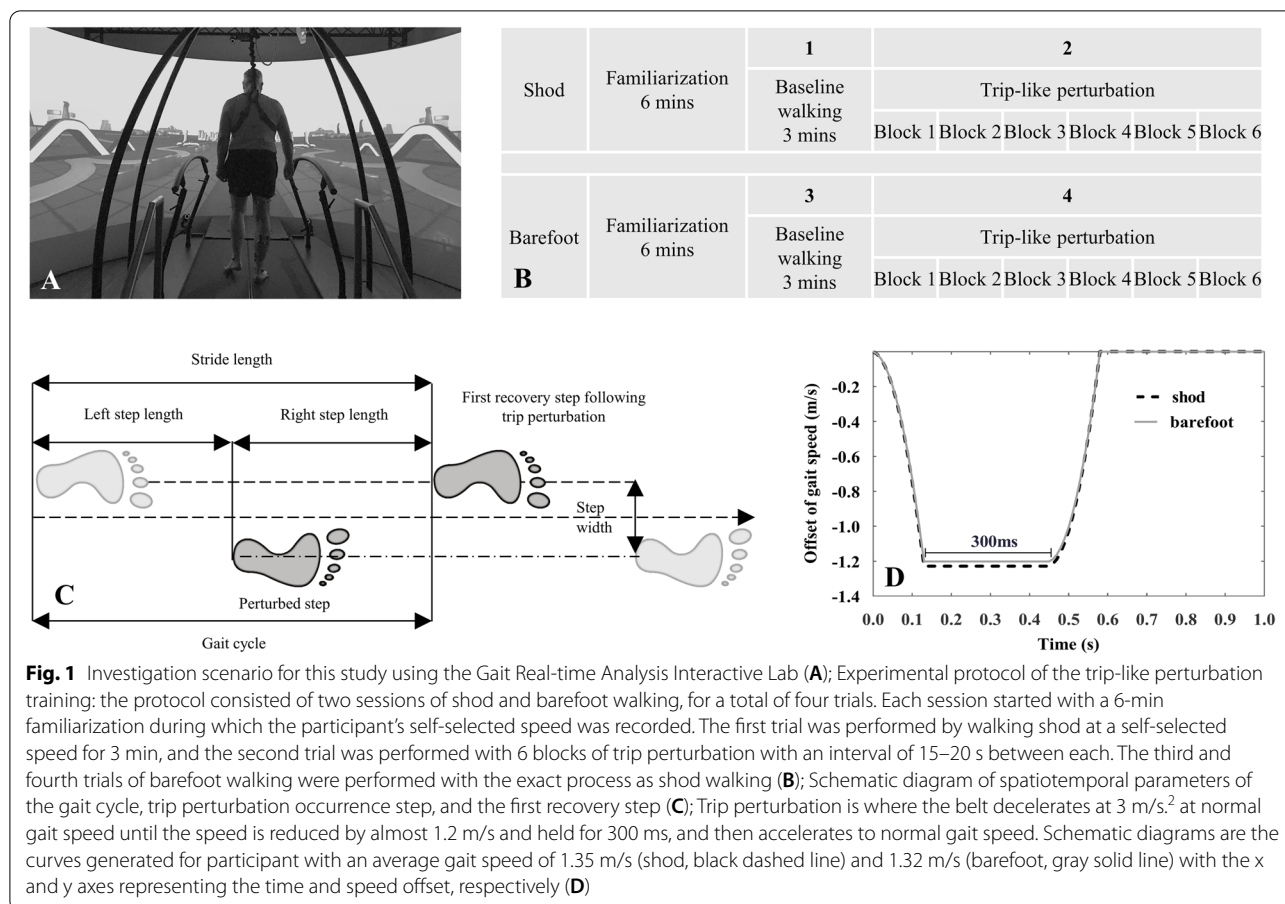 A
1
2
Shod
Familiarization
6 mins
Baseline
walking
3 mins
Trip-like perturbation
Block 1 Block 2 Block 3 Block 4 Block 5 Block 6
3
4
Barefoot
Familiarization
6 mins
Baseline
walking
3 mins
Trip-like perturbation
Block 1 Block 2 Block 3 Block 4 Block 5 Block 6
B
Stride length
Left step length
Right step length
First recovery step following
trip perturbation
Step
width
Perturbed step
Gait cycle
C
Offset of gait speed (m/s)
-0.2
-0.4
-0.6
-0.8
-1.0
-1.2
-1.4
shod
barefoot
300ms
D
0.0 0.1 0.2 0.3 0.4 0.5 0.6 0.7 0.8 0.9 1.0
Time (s)
Fig. 1 Investigation scenario for this study using the Gait Real-time Analysis Interactive Lab (A); Experimental protocol of the trip-like perturbation
training: the protocol consisted of two sessions of shod and barefoot walking, for a total of four trials. Each session started with a 6-min
familiarization during which the participant's self-selected speed was recorded. The first trial was performed by walking shod at a self-selected
speed for 3 min, and the second trial was performed with 6 blocks of trip perturbation with an interval of 15–20 s between each. The third and
fourth trials of barefoot walking were performed with the exact process as shod walking (B); Schematic diagram of spatiotemporal parameters of
the gait cycle, trip perturbation occurrence step, and the first recovery step (C); Trip perturbation is where the belt decelerates at 3 m/s.² at normal
gait speed until the speed is reduced by almost 1.2 m/s and held for 300 ms, and then accelerates to normal gait speed. Schematic diagrams are the
curves generated for participant with an average gait speed of 1.35 m/s (shod, black dashed line) and 1.32 m/s (barefoot, gray solid line) with the x
and y axes representing the time and speed offset, respectively (D)